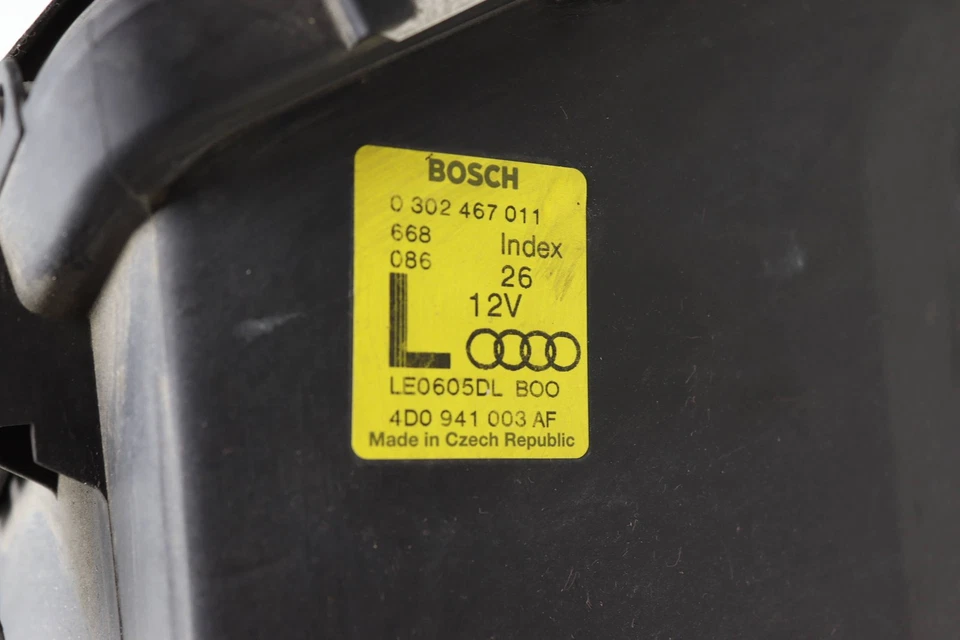 BOSCH
0 302 467 011
668 Index
086 26
12V
L
LE0605DL B00
4D0 941 003 AF
Made in Czech Republic